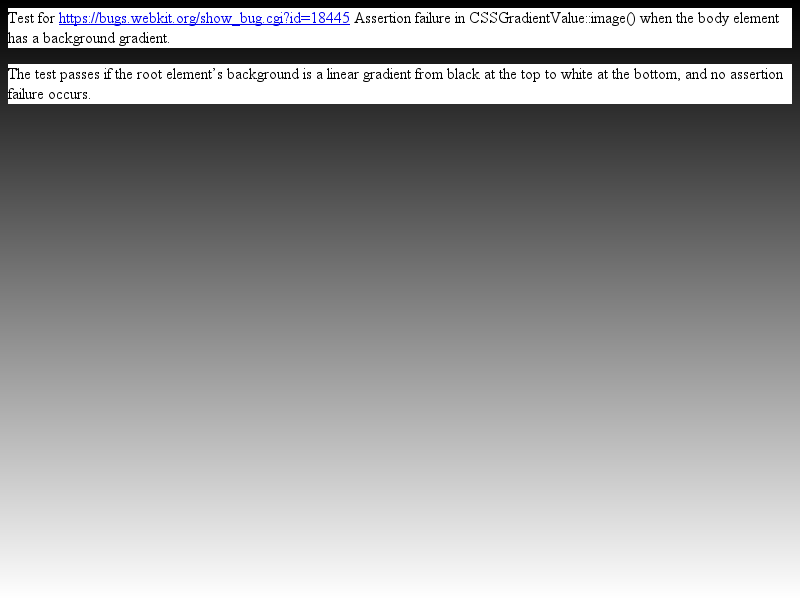 Test for https://bugs.webkit.org/show_bug.cgi?id=18445 Assertion failure in CSSGradientValue::image() when the body element
has a background gradient.
The test passes if the root element’s background is a linear gradient from black at the top to white at the bottom, and no assertion
failure occurs.